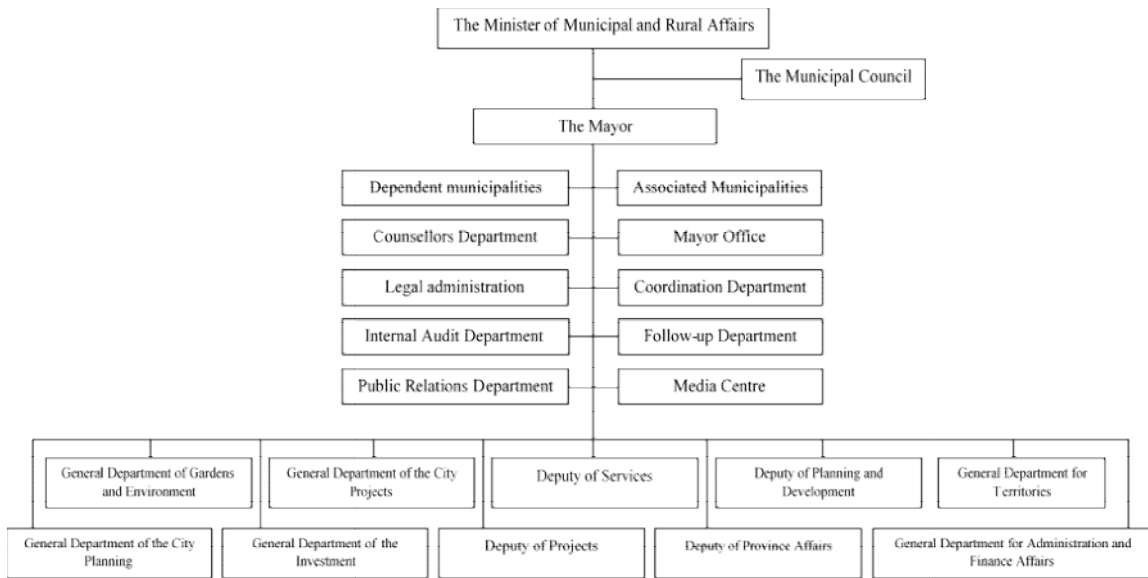 The Minister of Municipal and Rural Affairs
The Municipal Council
The Mayor
Dependent municipalities
Associated Municipalities
Counsellors Department
Mayor Office
Legal administration
Coordination Department
Internal Audit Department
Follow-up Department
Public Relations Department
Media Centre
General Department of Gardens
and Environment
General Department of the City
Projects
Deputy of Services
Deputy of Planning and
Development
General Department for
Territories
General Department of the City
Planning
General Department of the
Investment
Deputy of Projects
Deputy of Province Affairs
General Department for Administration and
Finance Affairs